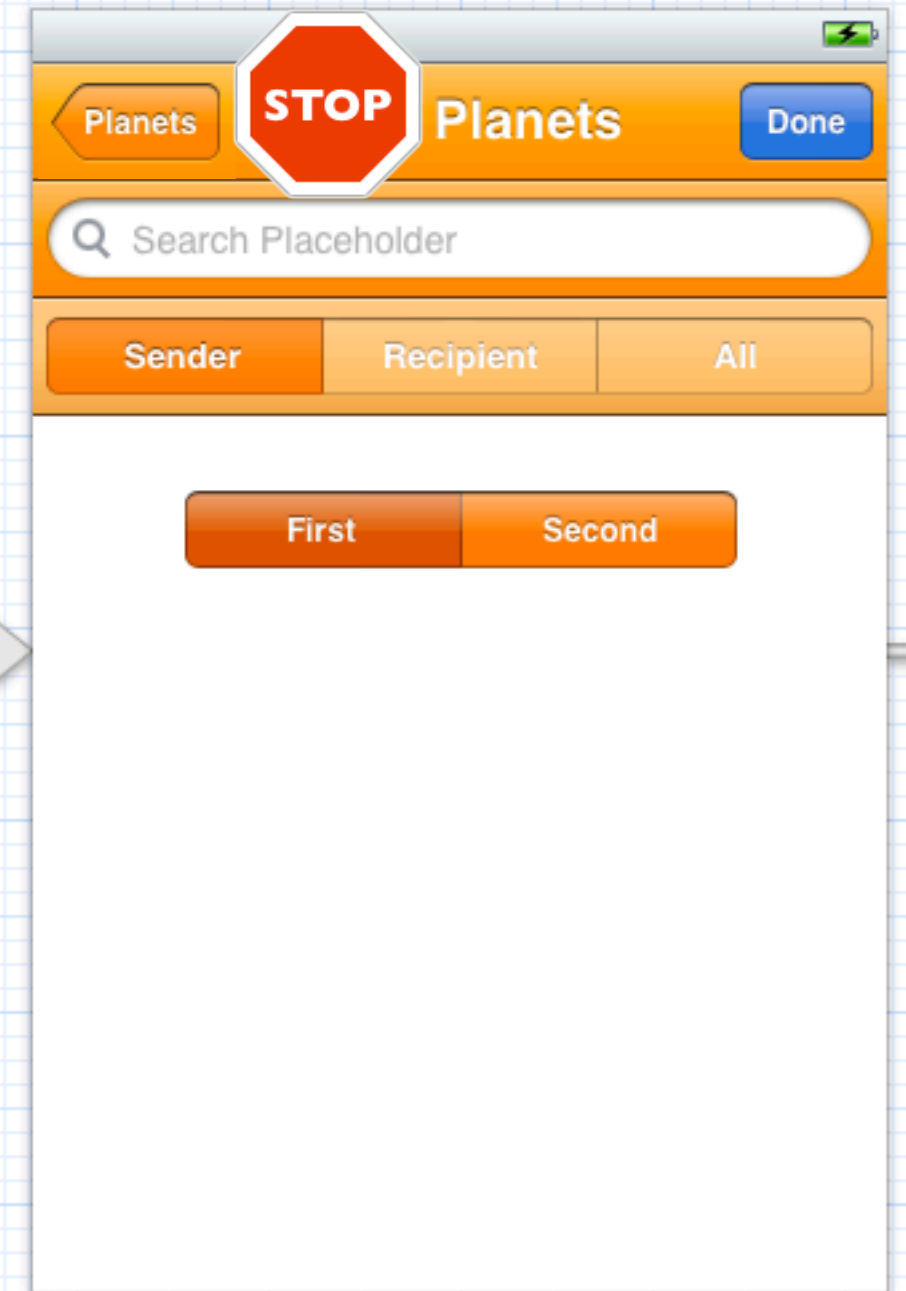 Planets STOP Planets Done
Search Placeholder
Sender Recipient All
First Second